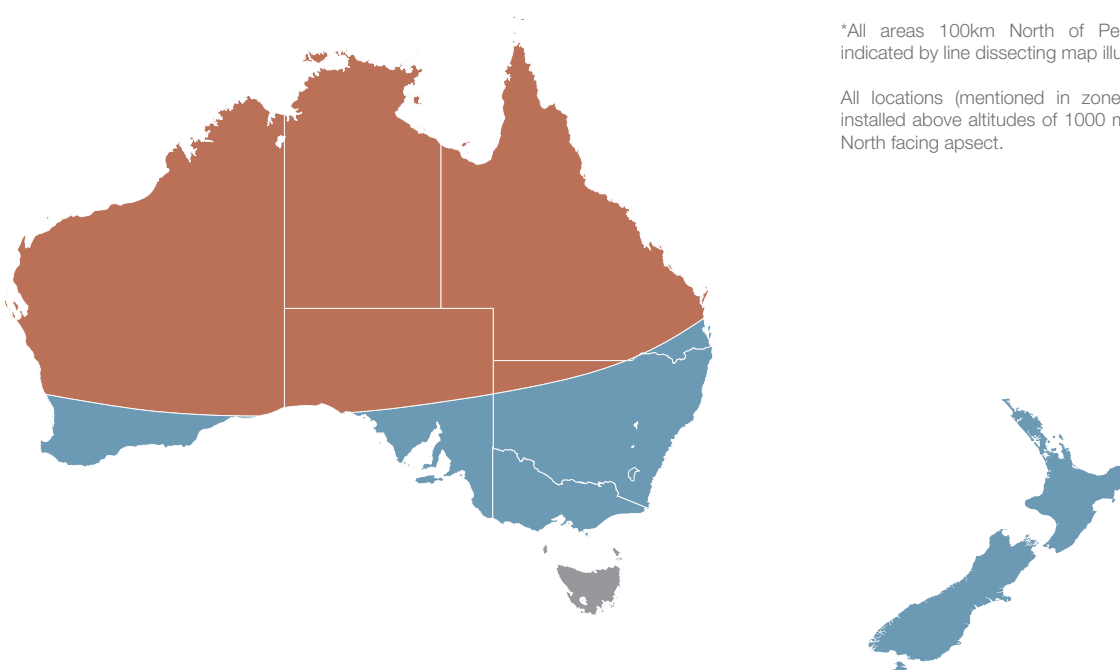 *All areas 100km North of
indicated by line dissecting map
All locations (mentioned in
installed above altitudes of 1000
North facing apsect.